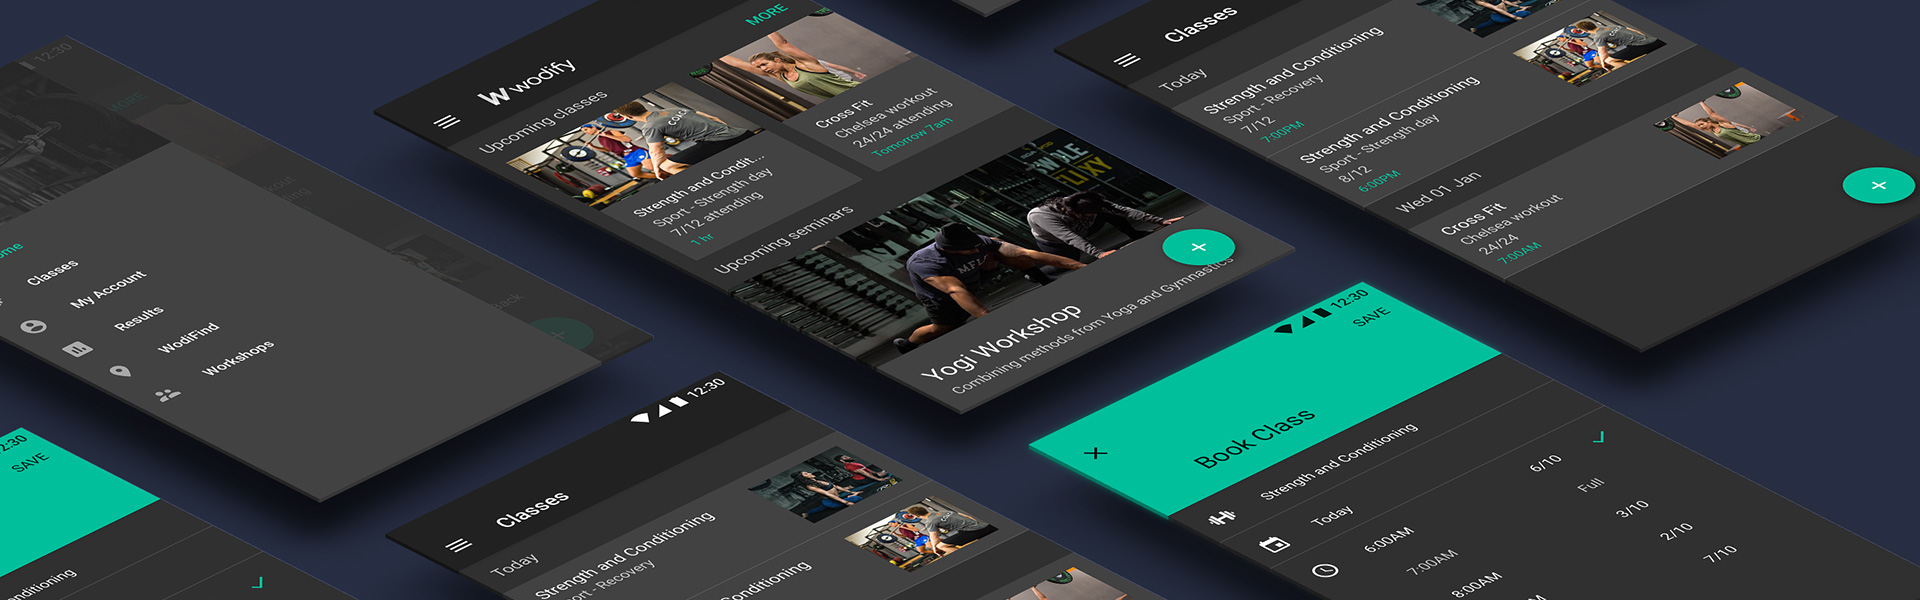 12:30
MORE
ome
Classes
My Account
Results
WodiFind
Workshops
Back
2:30
SAVE
onditioning
W wodify
MORE
Upcoming classes
Strength and Condit...
Sport - Strength day
7/12 attending
1 hr
Cross Fit
Chelsea workout
24/24 attending
Tomorrow 7am
Upcoming seminars
Yogi Workshop
Combining methods from Yoga and Gymnastics
12:30
Classes
Today
Strength and Conditioning
ort - Recovery
Conditioning
Classes
Today
Strength and Conditioning
Sport - Recovery
7/12
7:00PM
Strength and Conditioning
Sport - Strength day
8/12
6:00PM
Wed 01 Jan
Cross Fit
Chelsea workout
24/24
7:00AM
12:30
SAVE
Book Class
Strength and Conditioning
Today
6:00AM
6/10
7:00AM
Full
8:00AM
3/10
2/10
7/10